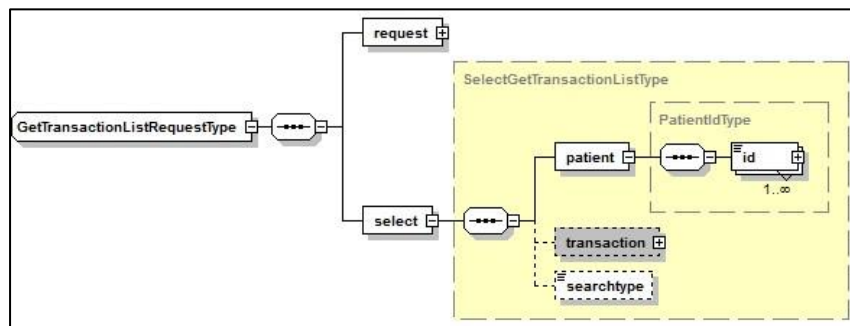 request
SelectGetTransactionListType
PatientIdType
GetTransactionListRequestType
patient
id
1..∞
select
transaction
searchtype